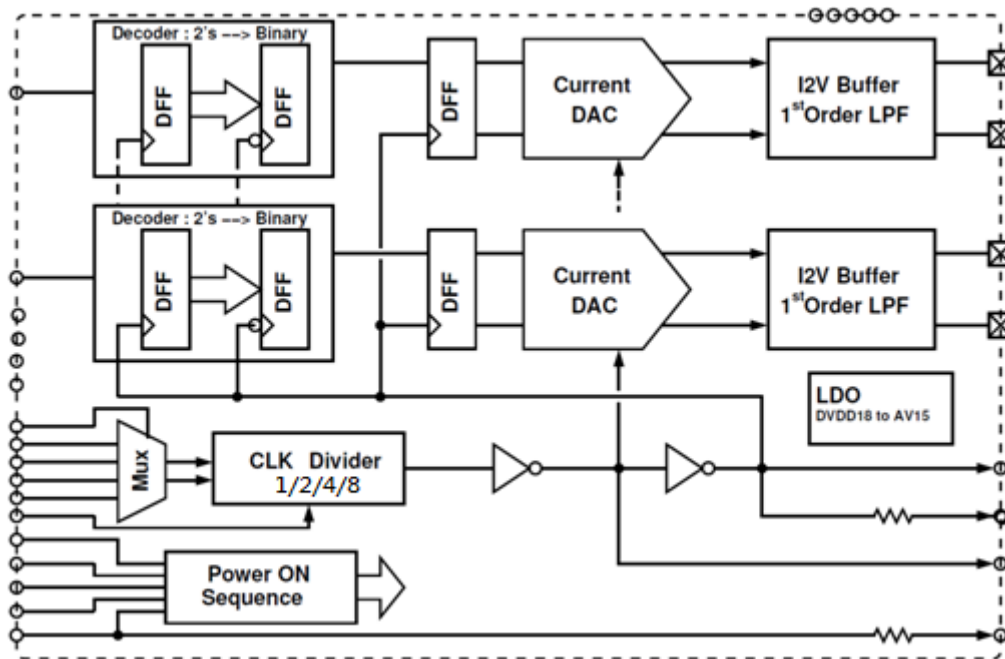 Decoder : 2's --> Binary
DFF
DFF
DFF
Current
DAC
I2V Buffer
1stOrder LPF
Decoder : 2's --> Binary
DFF
DFF
DFF
Current
DAC
I2V Buffer
1stOrder LPF
LDO
DVDD18 to AV15
Mux
CLK Divider
1/2/4/8
Power ON
Sequence